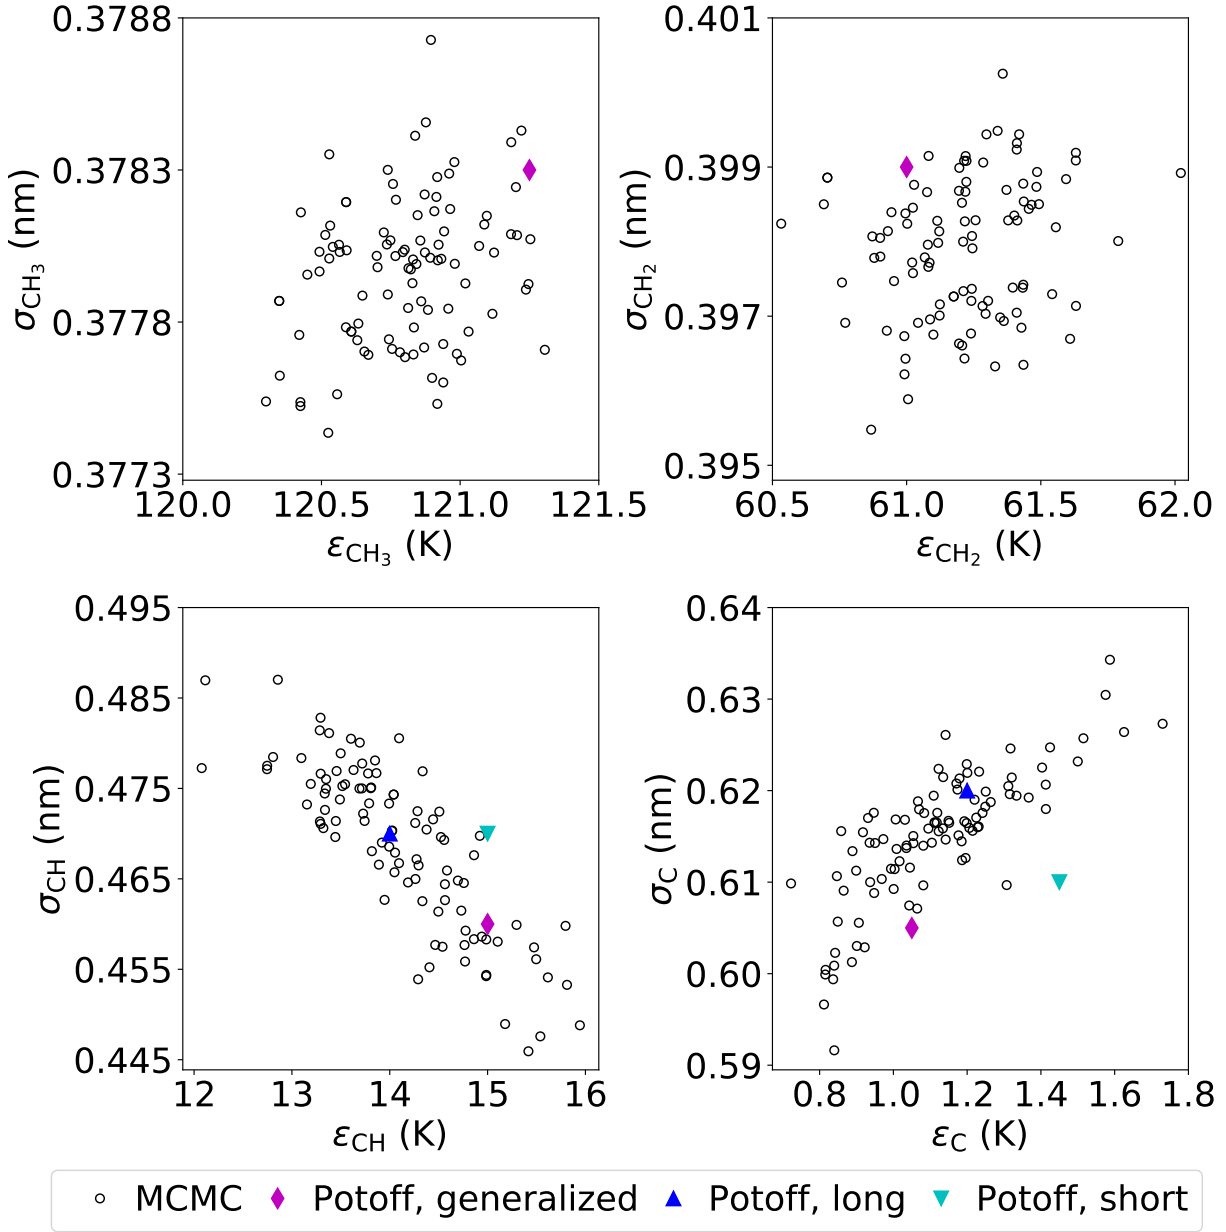 0.3788
0.3783
0.3778
0.3773
σCH₃ (nm)
120.0 120.5 121.0 121.5
εCH₃ (K)
0.401
0.399
0.397
0.395
σCH₂ (nm)
60.5 61.0 61.5 62.0
εCH₂ (K)
0.495
0.485
0.475
0.465
0.455
0.445
σCH (nm)
12 13 14 15 16
εCH (K)
0.64
0.63
0.62
0.61
0.60
0.59
σC (nm)
0.8 1.0 1.2 1.4 1.6 1.8
εC (K)
MCMC Potoff, generalized Potoff, long Potoff, short